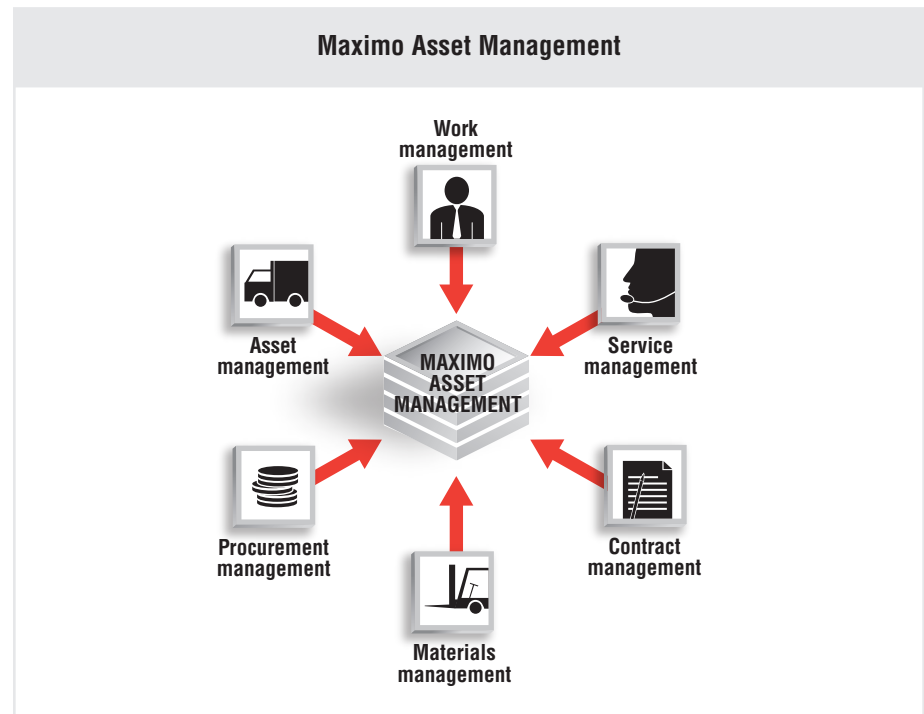 Maximo Asset Management
Work
management
Asset
management
Service
management
MAXIMO
ASSET
MANAGEMENT
Procurement
management
Contract
management
Materials
management